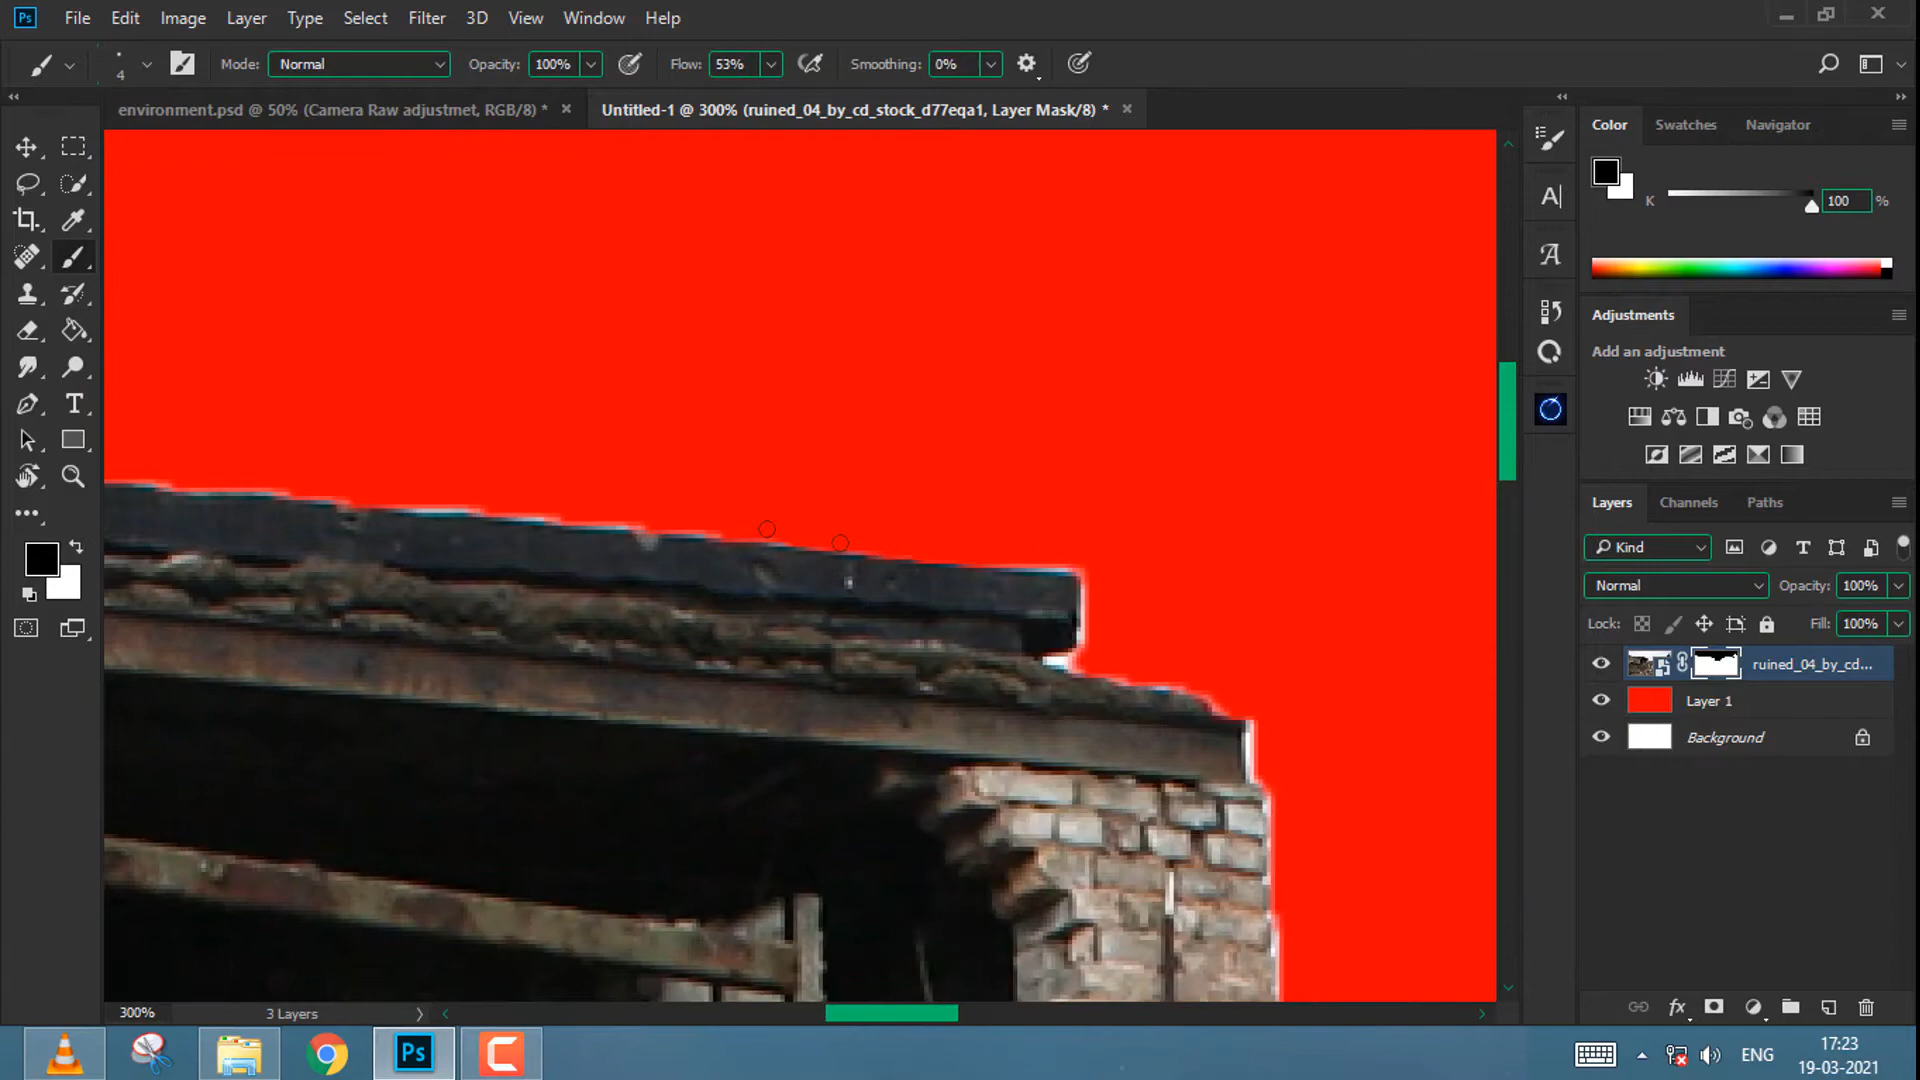 Ps File Edit Image Layer Type Select Filter 3D View Window Help
4 Mode: Normal Opacity: 100% Flow: 53% Smoothing: 0%
environment.psd @ 50% (Camera Raw adjustmet, RGB/8) * Untitled-1 @ 300% (ruined_04_by_cd_stock_d77eqa1, Layer Mask/8) *
Color Swatches Navigator
K 100 %
Adjustments
Add an adjustment
Layers Channels Paths
Kind
Normal Opacity: 100%
Lock: Fill: 100%
ruined_04_by_cd...
Layer 1
Background
300% 3 Layers
Ps ENG 17:23
19-03-2021